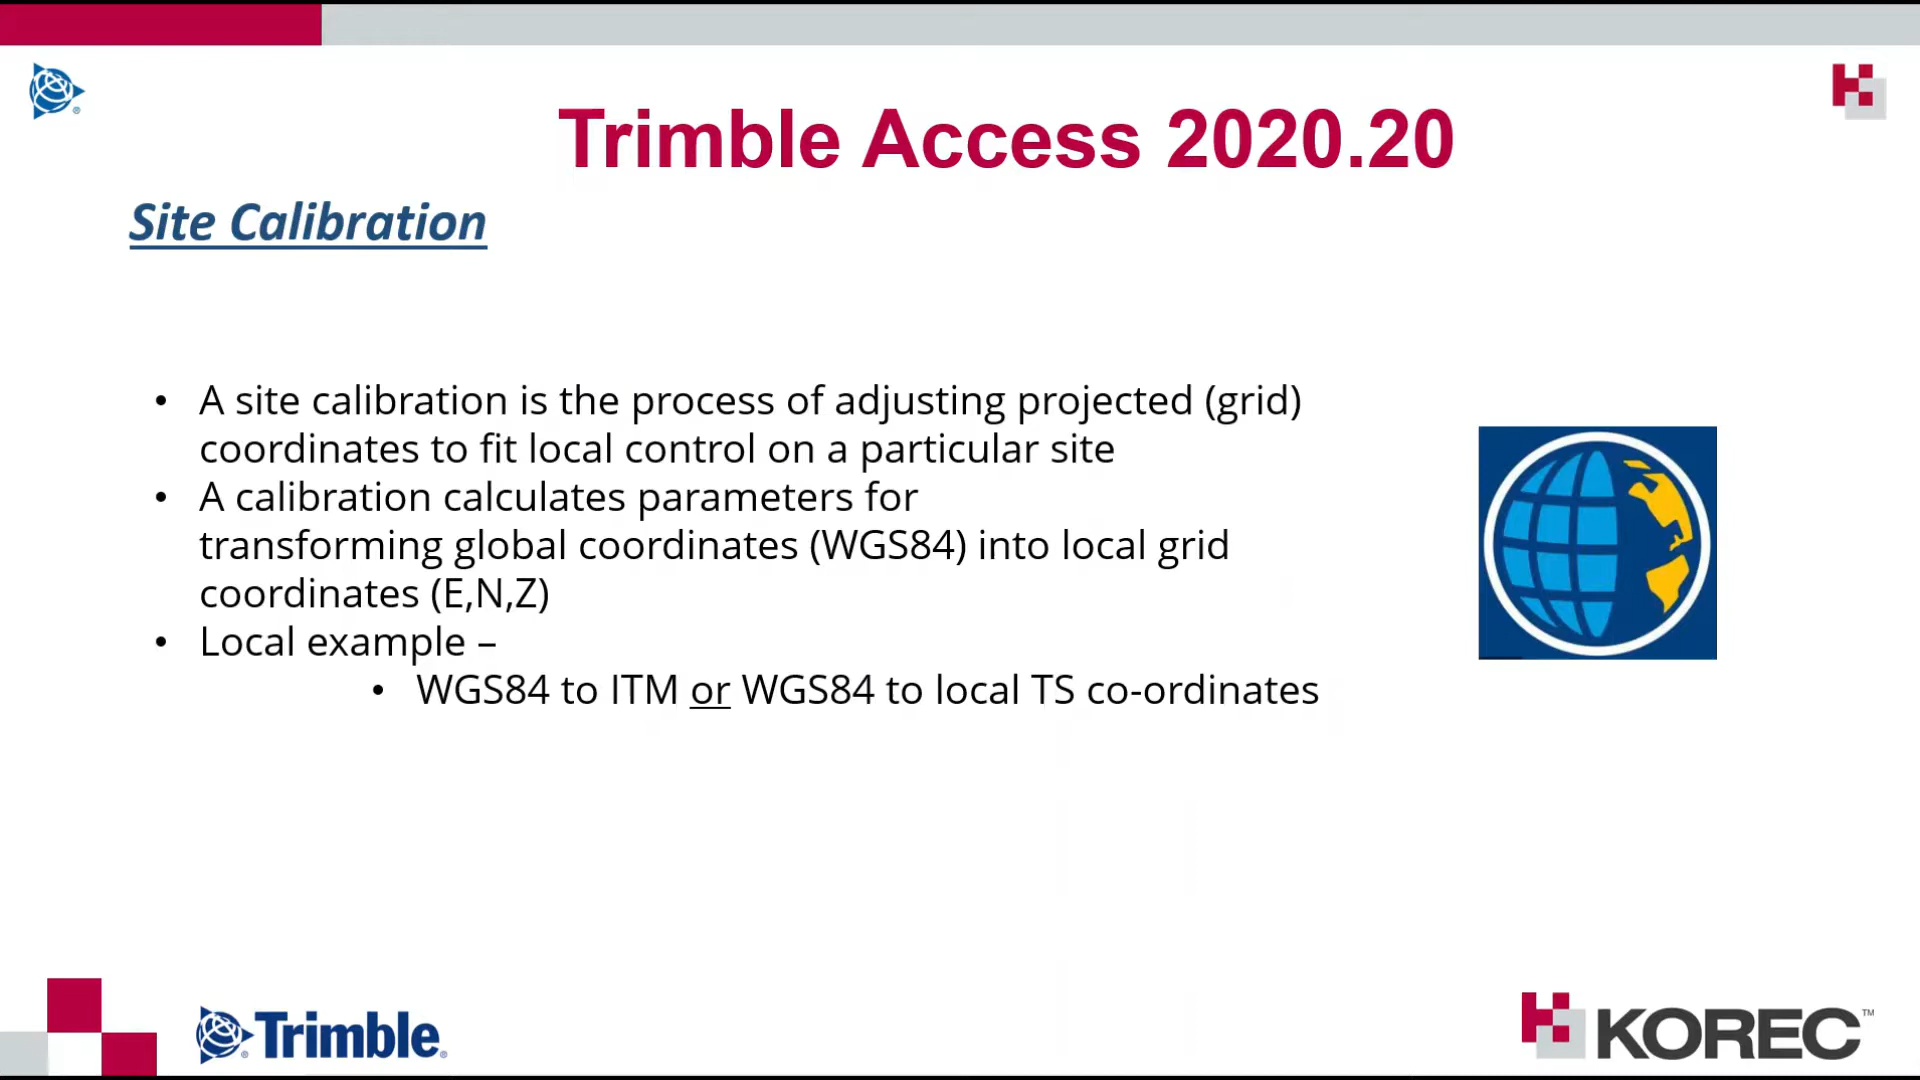 Trimble Access 2020.20
Site Calibration
• A site calibration is the process of adjusting projected (grid)
coordinates to fit local control on a particular site
• A calibration calculates parameters for
transforming global coordinates (WGS84) into local grid
coordinates (E,N,Z)
• Local example –
• WGS84 to ITM or WGS84 to local TS co-ordinates
Trimble®
KOREC™